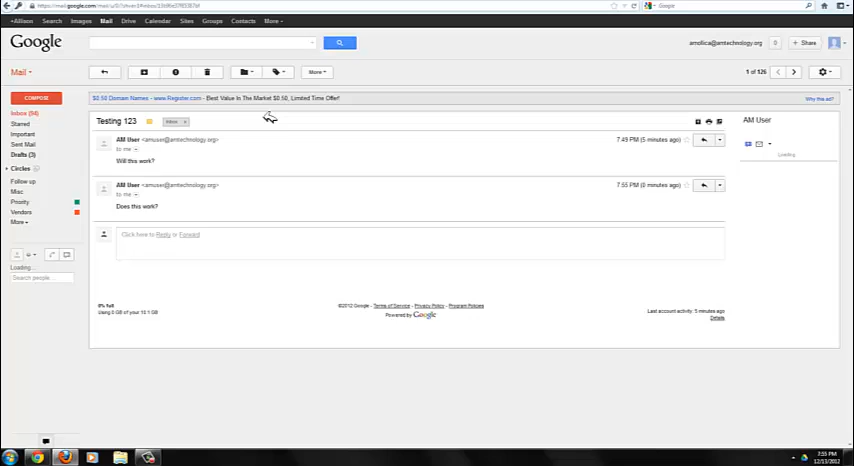 +Allison Search Images Mail Drive Calendar Sites Groups Contacts More
Google
amollica@amtechnology.org 0 + Share
Mail More 1 of 126
COMPOSE
$0.50 Domain Names - www.Register.com - Best Value In The Market $0.50, Limited Time Offer! Why this ad?
Inbox (94)
Starred
Important
Sent Mail
Drafts (3)
Circles
Follow up
Misc
Priority
Vendors
More
Loading...
Search people...
Testing 123 Inbox x
AM User <amuser@amtechnology.org> 7:49 PM (5 minutes ago)
to me
Will this work?
AM User <amuser@amtechnology.org> 7:55 PM (0 minutes ago)
to me
Does this work?
Click here to Reply or Forward
AM User
Loading
0% full
Using 0 GB of your 10.1 GB
©2012 Google - Terms of Service - Privacy Policy - Program Policies
Powered by Google
Last account activity: 5 minutes ago
Details
7:55 PM
12/13/2012